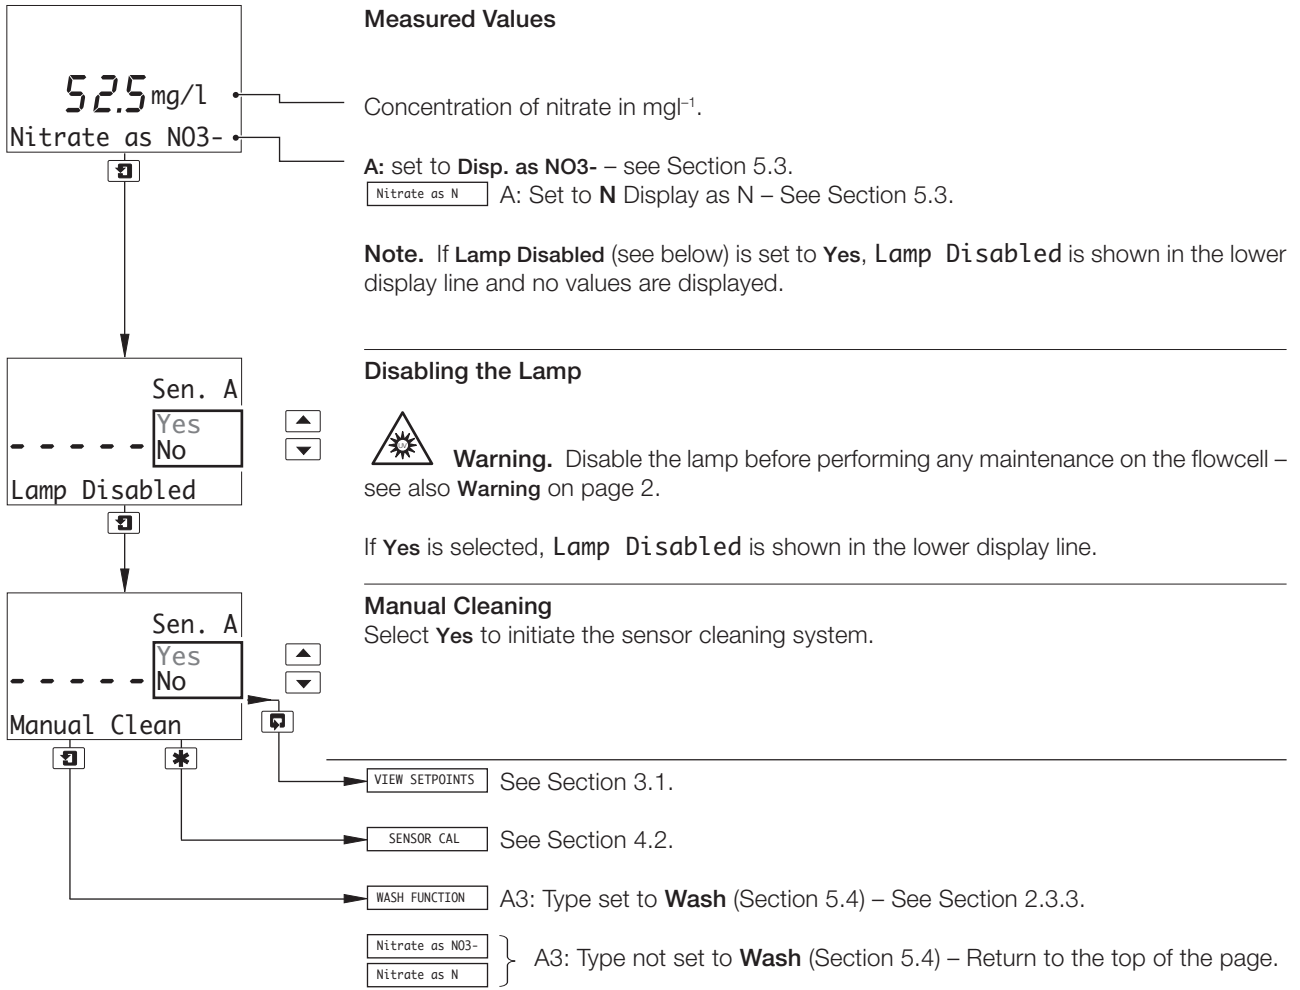 Measured Values
52.5 mg/l
Concentration of nitrate in mgl–1.
Nitrate as NO3-
A: set to Disp. as NO3- – see Section 5.3.
Nitrate as N A: Set to N Display as N – See Section 5.3.
Note. If Lamp Disabled (see below) is set to Yes, Lamp Disabled is shown in the lower
display line and no values are displayed.
Disabling the Lamp
Sen. A
Yes
- - - - - No
Lamp Disabled
UV
Warning. Disable the lamp before performing any maintenance on the flowcell –
see also Warning on page 2.
If Yes is selected, Lamp Disabled is shown in the lower display line.
Manual Cleaning
Select Yes to initiate the sensor cleaning system.
Sen. A
Yes
- - - - - No
Manual Clean
VIEW SETPOINTS See Section 3.1.
SENSOR CAL See Section 4.2.
WASH FUNCTION A3: Type set to Wash (Section 5.4) – See Section 2.3.3.
Nitrate as NO3-
Nitrate as N
A3: Type not set to Wash (Section 5.4) – Return to the top of the page.